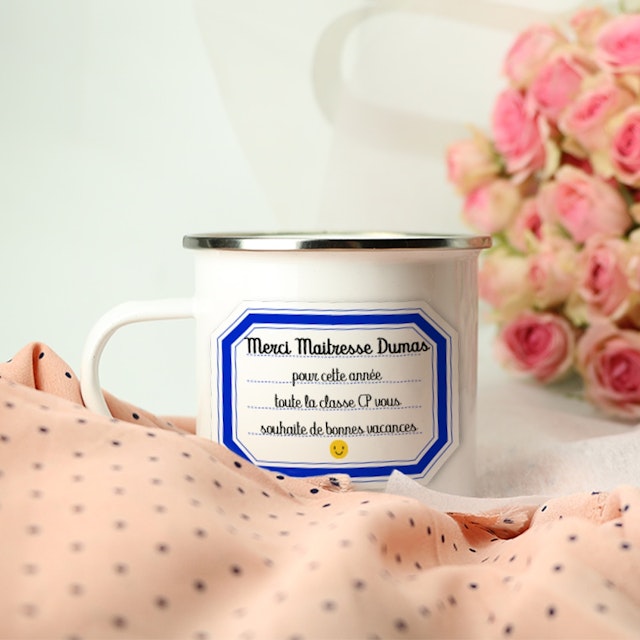 Merci Maitresse Dumas
pour cette année
toute la classe CP vous
souhaite de bonnes vacances